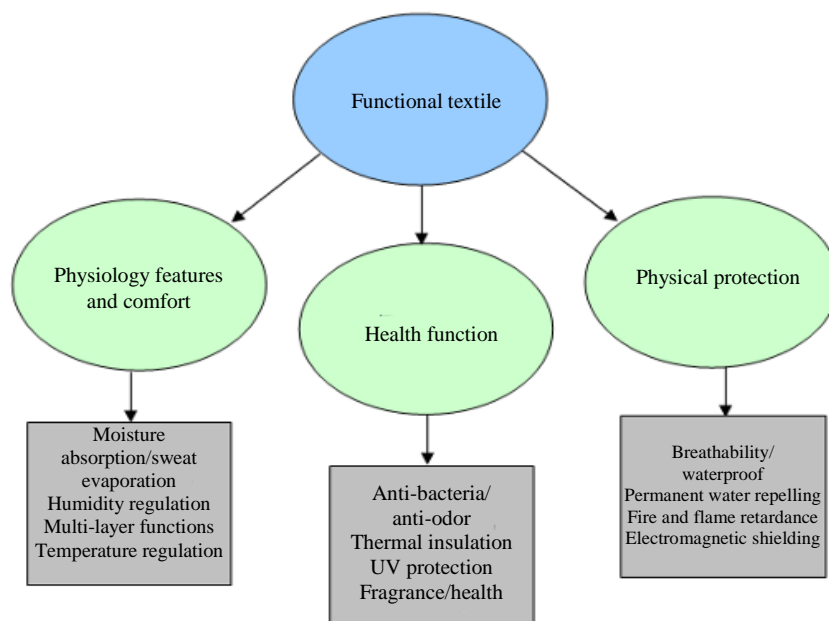 Functional textile
Physiology features
and comfort
Health function
Physical protection
Moisture
absorption/sweat
evaporation
Humidity regulation
Multi-layer functions
Temperature regulation
Anti-bacteria/
anti-odor
Thermal insulation
UV protection
Fragrance/health
Breathability/
waterproof
Permanent water repelling
Fire and flame retardance
Electromagnetic shielding